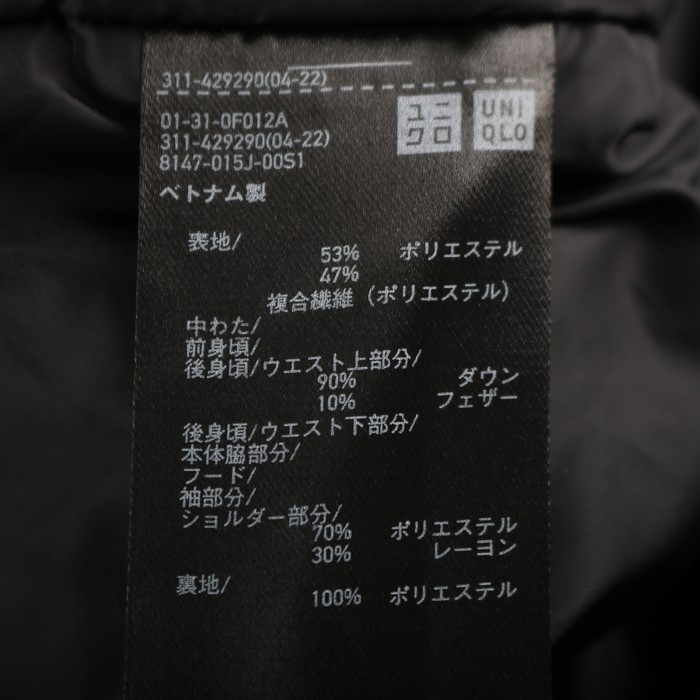 311-429290(04-22)
ユニクロ UNIQLO
01-31-0F012A
311-429290(04-22)
8147-015J-00S1
ベトナム製
表地/
53% ポリエステル
47%
複合繊維 (ポリエステル)
中わた/
前身頃/
後身頃/ウエスト上部分/
90% ダウン
10% フェザー
後身頃/ウエスト下部分/
本体脇部分/
フード/
袖部分/
ショルダー部分/
70% ポリエステル
30% レーヨン
裏地/
100% ポリエステル